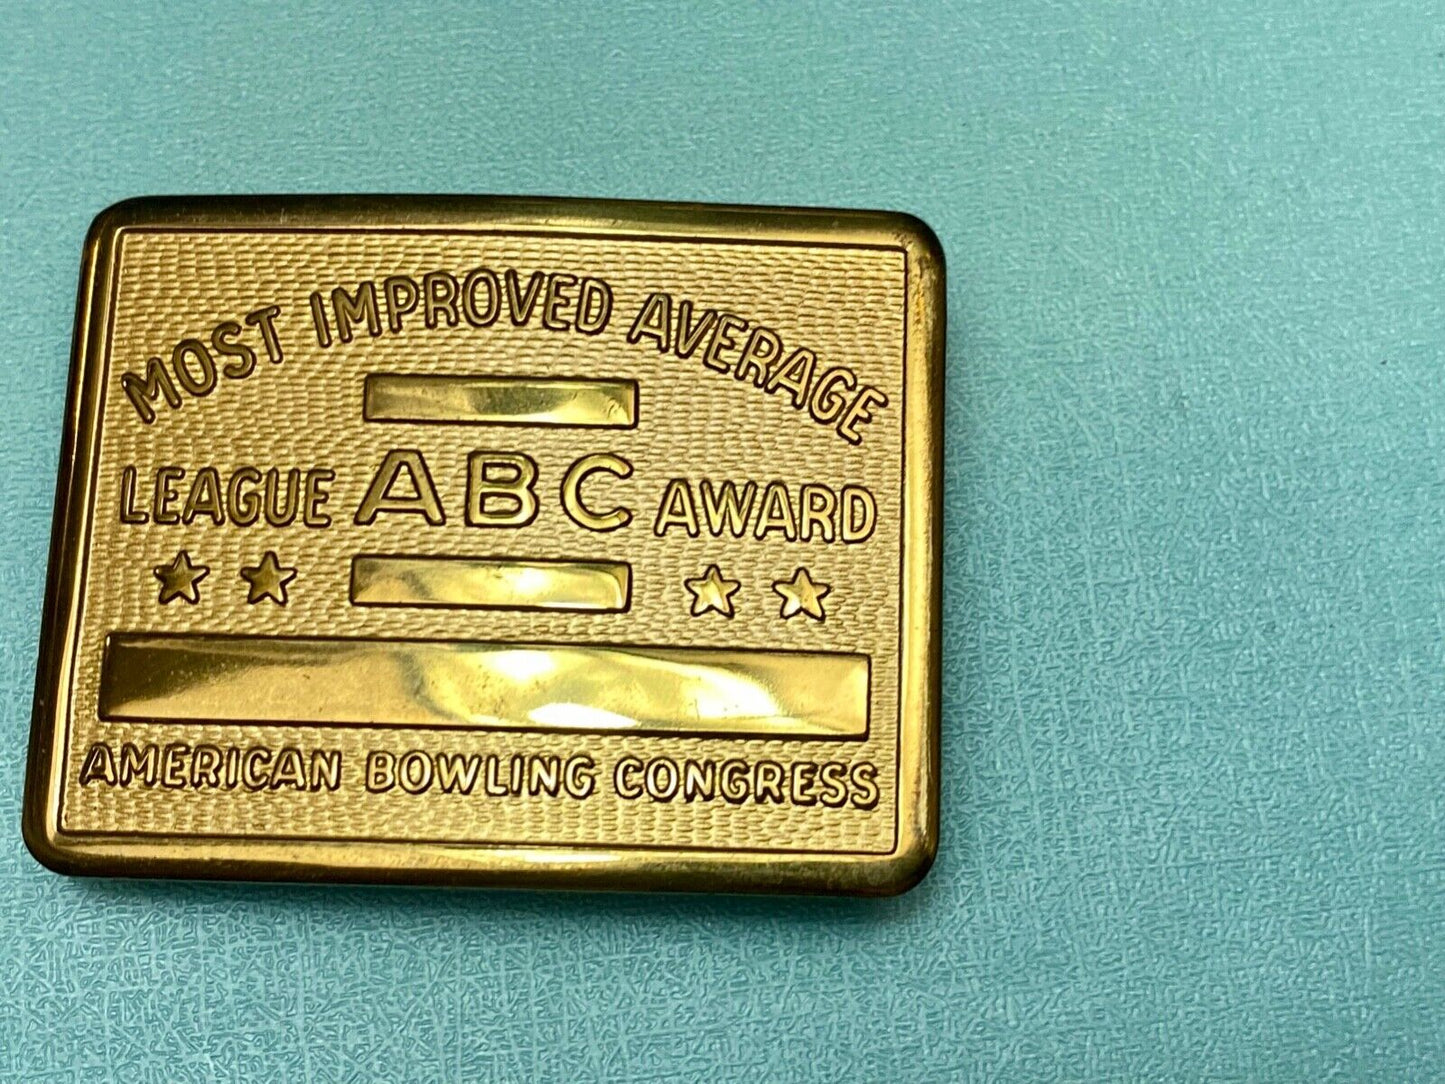 MOST IMPROVED AVERAGE
LEAGUE ABC AWARD
AMERICAN BOWLING CONGRESS